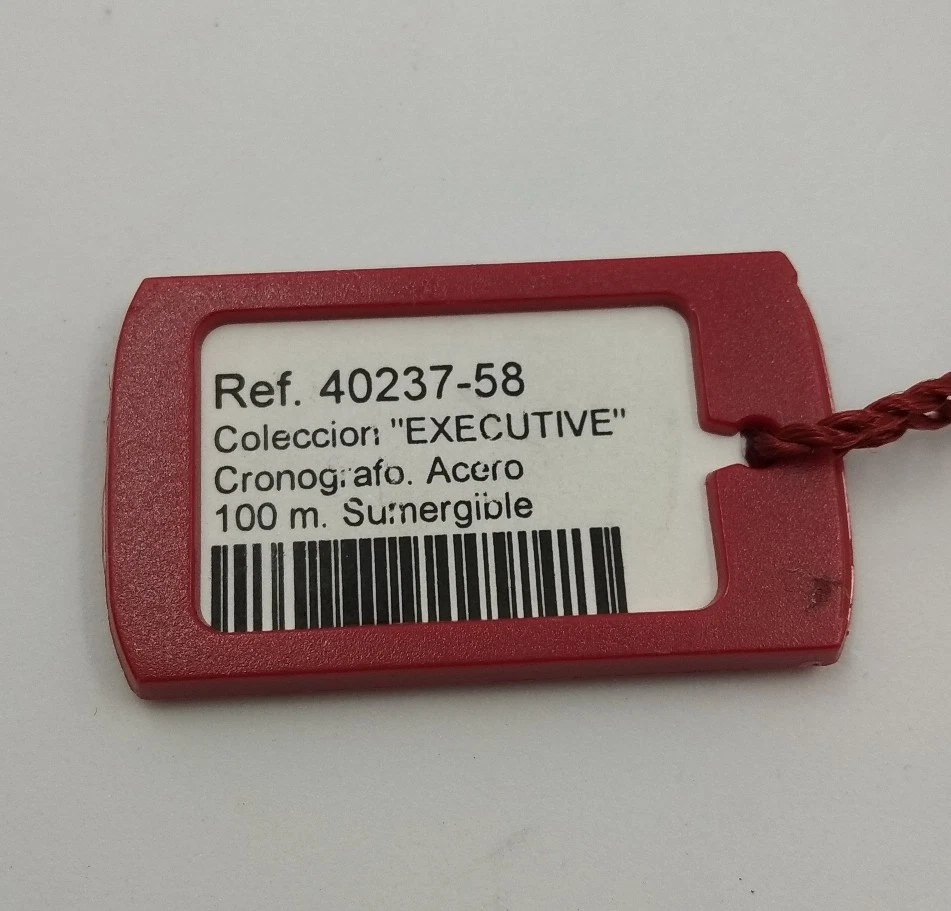 Ref. 40237-58
Coleccion "EXECUTIVE"
Cronografo. Acero
100 m. Sumergible